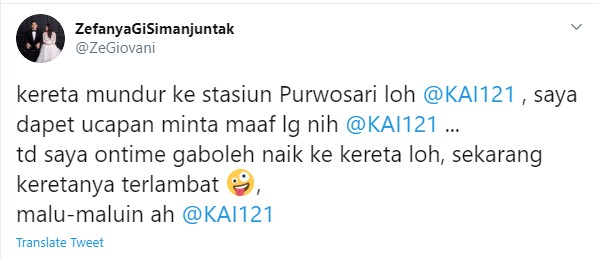 ZefanyaGiSimanjuntak
@ZeGiovani
kereta mundur ke stasiun Purwosari loh @KAI121 , saya
dapet ucapan minta maaf lg nih @KAI121 ...
td saya ontime gaboleh naik ke kereta loh, sekarang
keretanya terlambat 🤪,
malu-maluin ah @KAI121
Translate Tweet